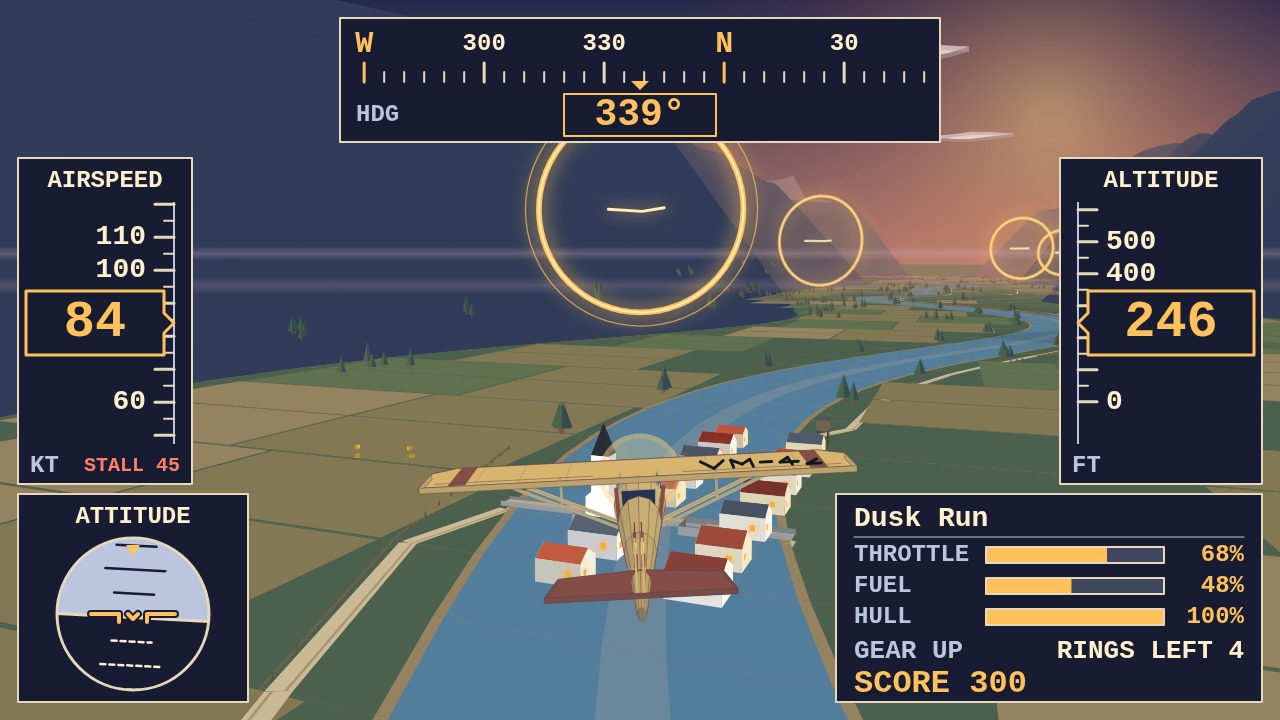 W 300 330 N 30
HDG 339°
AIRSPEED
110
100
84
60
KT STALL 45
ALTITUDE
500
400
246
0
FT
ATTITUDE
Dusk Run
THROTTLE 68%
FUEL 48%
HULL 100%
GEAR UP RINGS LEFT 4
SCORE 300